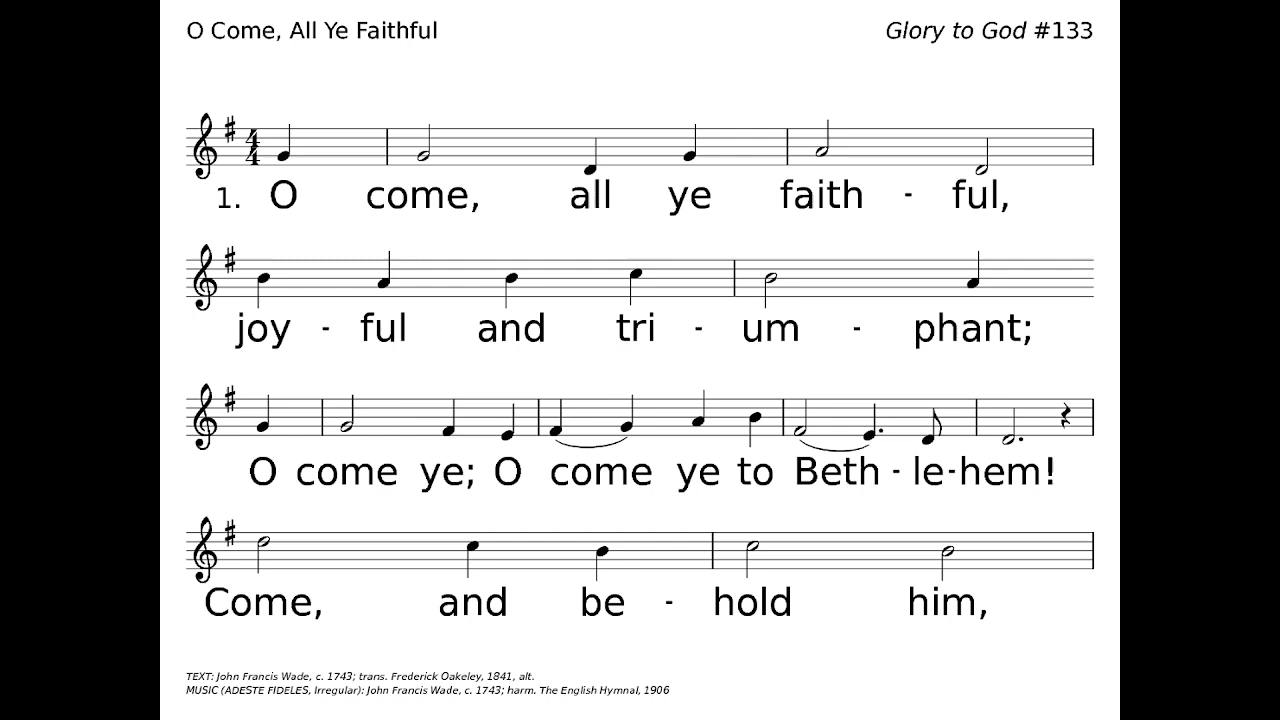 O Come, All Ye Faithful
Glory to God #133
4
4
1. O come, all ye faith - ful,
joy - ful and tri - um - phant;
O come ye; O come ye to Beth - le-hem!
Come, and be - hold him,
TEXT: John Francis Wade, c. 1743; trans. Frederick Oakeley, 1841, alt.
MUSIC (ADESTE FIDELES, Irregular): John Francis Wade, c. 1743; harm. The English Hymnal, 1906